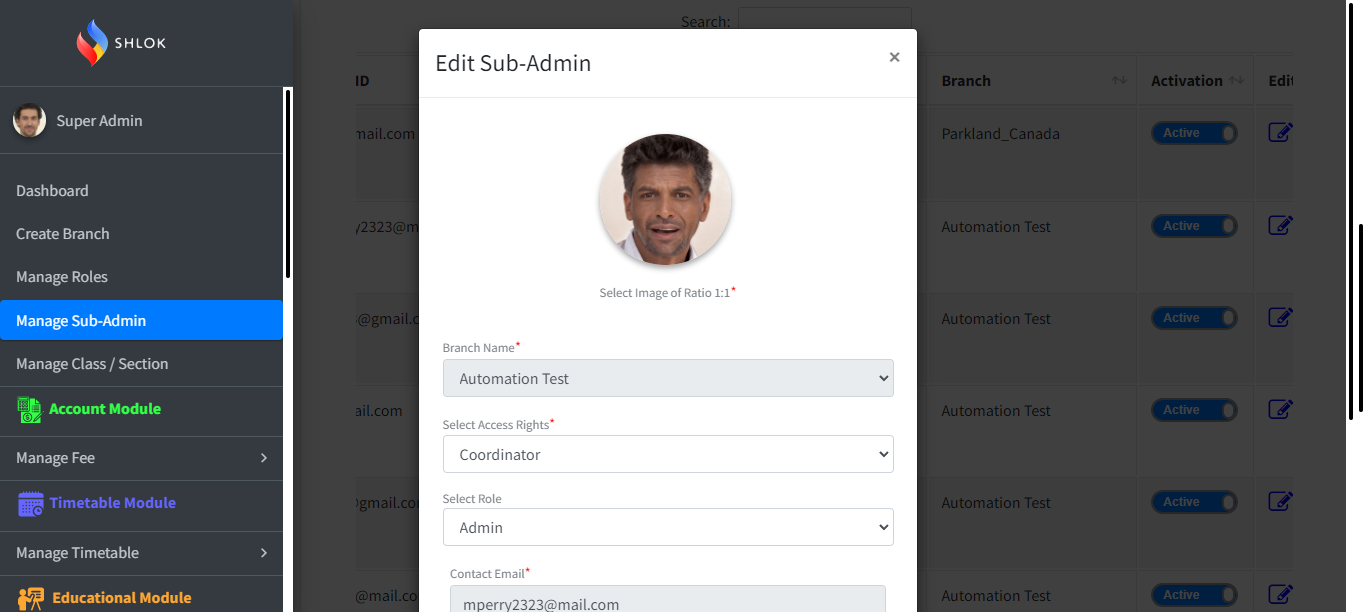 SHLOK
Super Admin
Dashboard
Create Branch
Manage Roles
Manage Sub-Admin
Manage Class / Section
Account Module
Manage Fee
Timetable Module
Manage Timetable
Educational Module
Search:
ID Branch Activation Edit
mail.com Parkland_Canada Active
y2323@m Automation Test Active
@gmail.c Automation Test Active
ail.com Automation Test Active
@gmail.co Automation Test Active
@mail.co Automation Test Active
Edit Sub-Admin ×
Select Image of Ratio 1:1*
Branch Name*
Automation Test
Select Access Rights*
Coordinator
Select Role
Admin
Contact Email*
mperry2323@mail.com